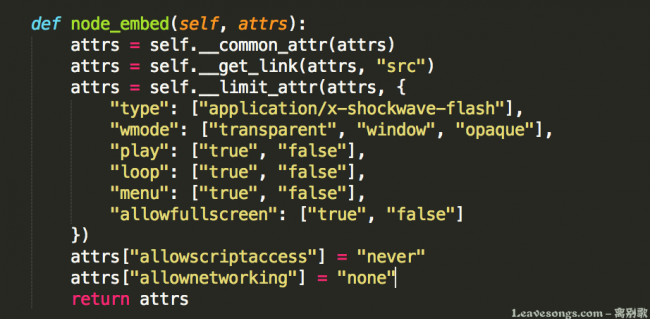 def node_embed(self, attrs):
    attrs = self.__common_attr(attrs)
    attrs = self.__get_link(attrs, "src")
    attrs = self.__limit_attr(attrs, {
        "type": ["application/x-shockwave-flash"],
        "wmode": ["transparent", "window", "opaque"],
        "play": ["true", "false"],
        "loop": ["true", "false"],
        "menu": ["true", "false"],
        "allowfullscreen": ["true", "false"]
    })
    attrs["allowscriptaccess"] = "never"
    attrs["allownetworking"] = "none"
    return attrs
Leavesongs.com – 离别歌